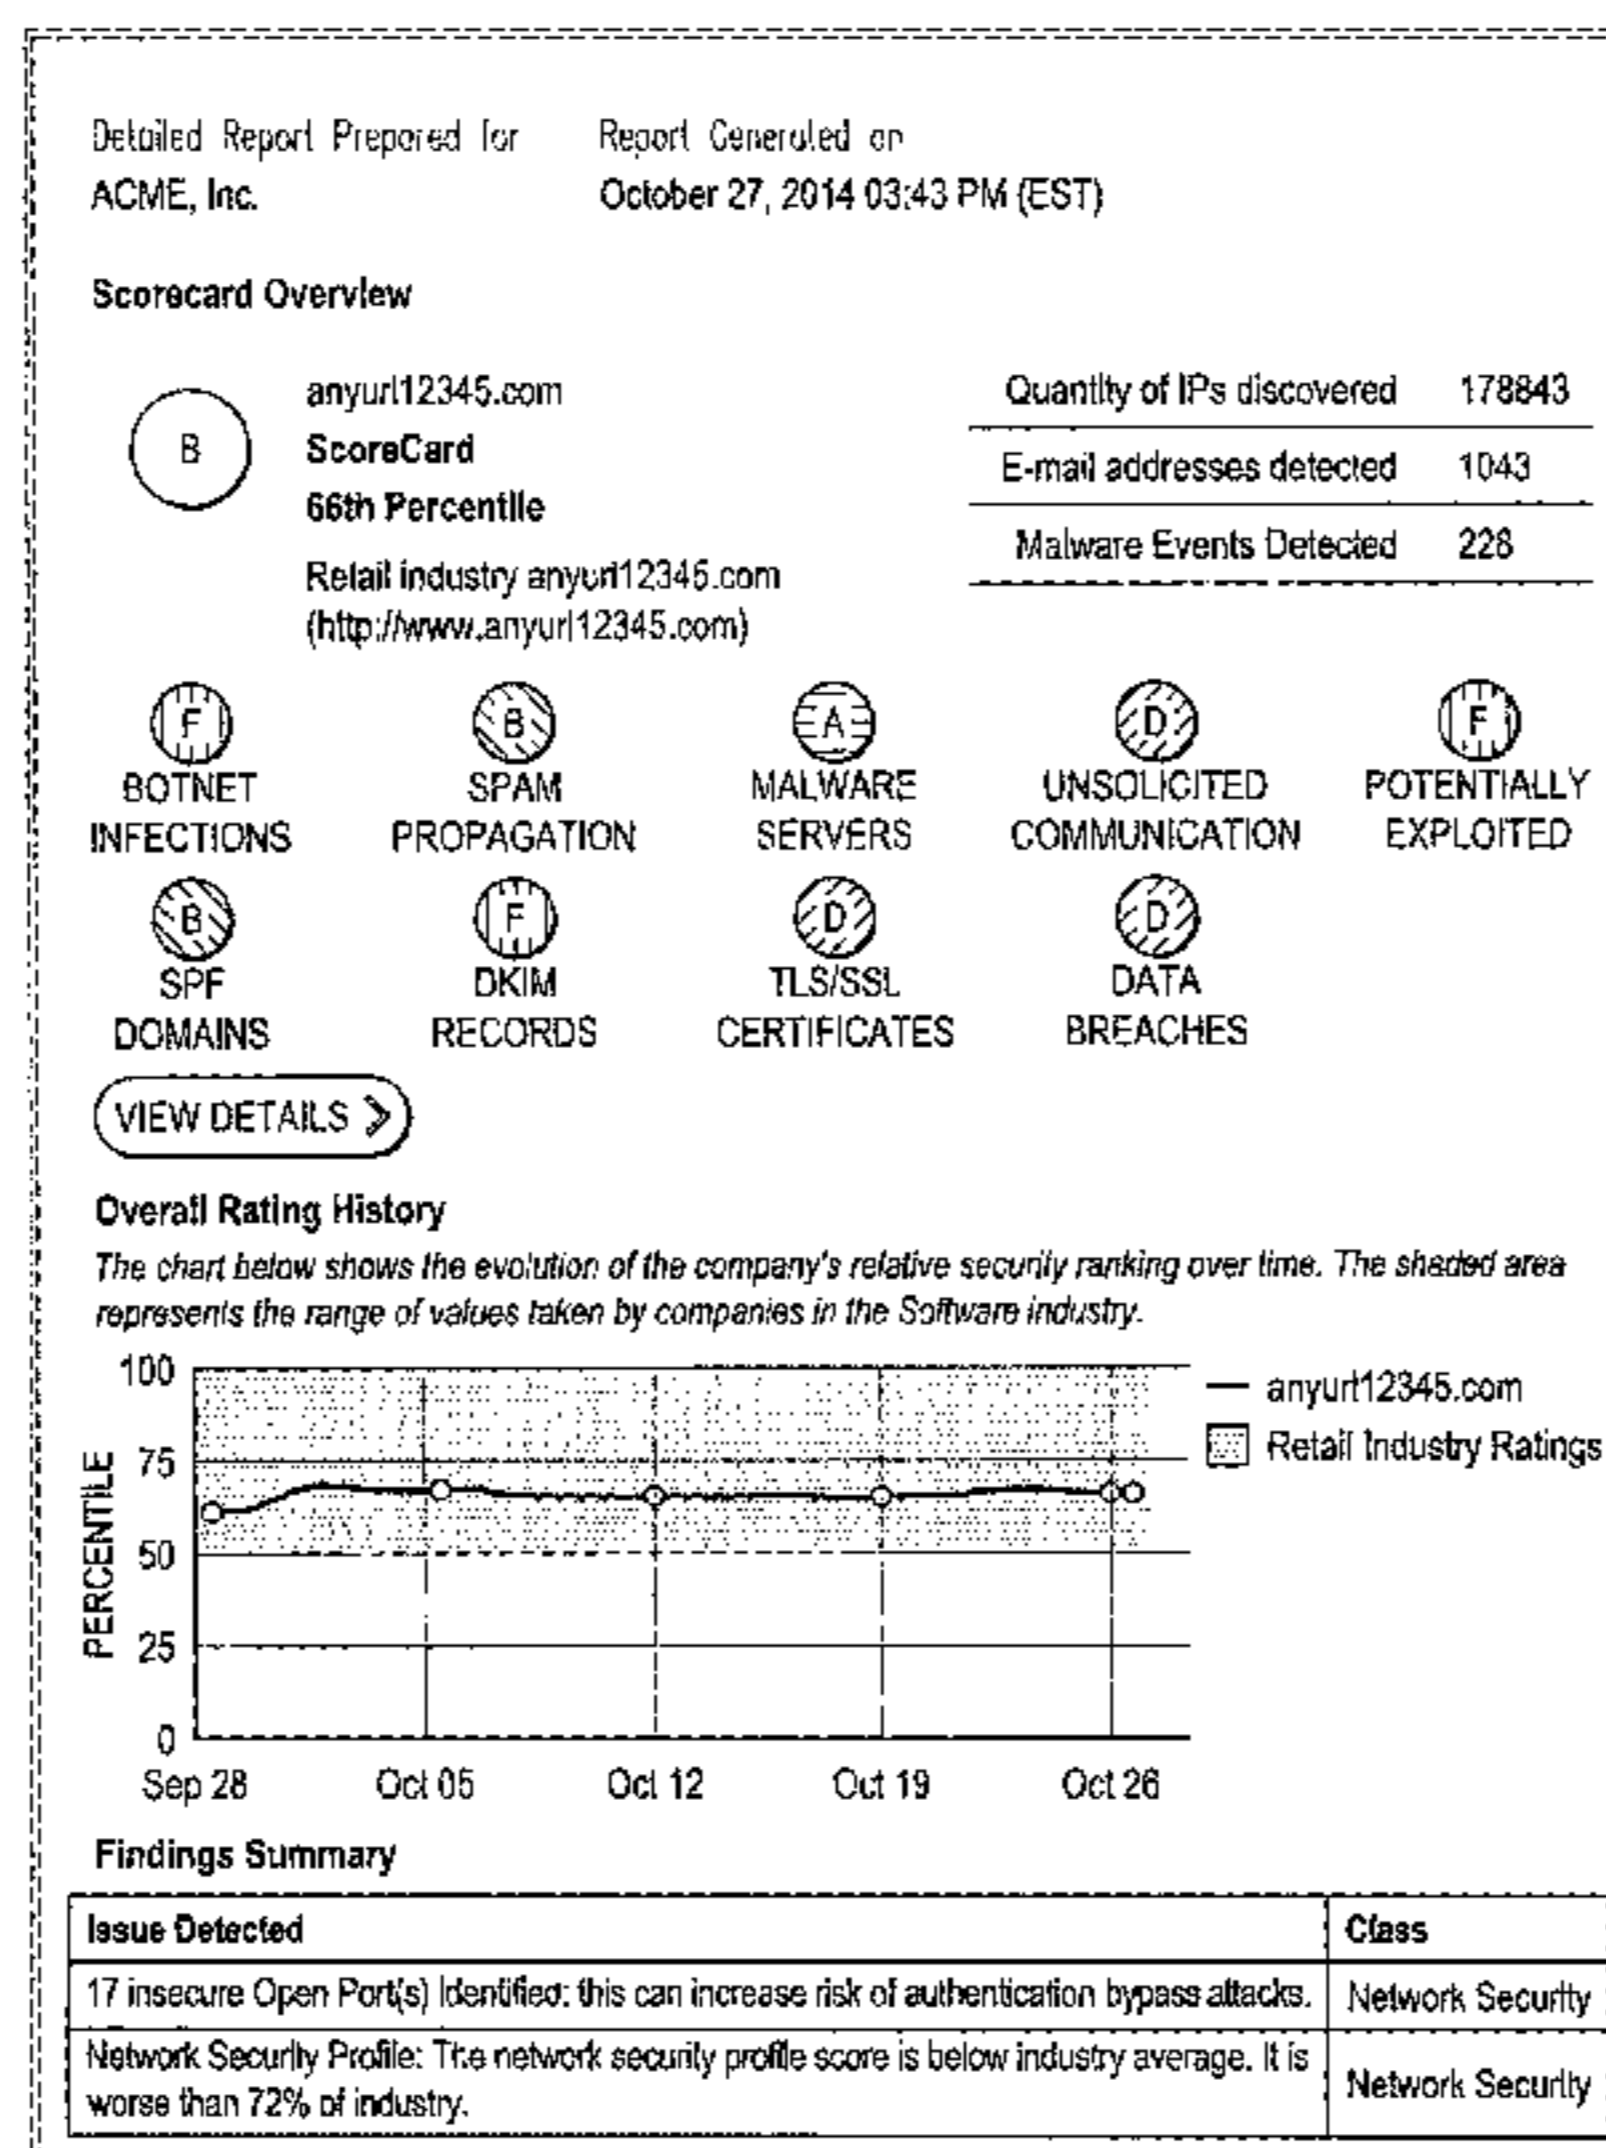 Detailed Report Prepared for
Report Generated on
ACME, Inc.
October 27, 2014 03:43 PM (EST)
Scorecard Overview
B
anyurl12345.com
ScoreCard
66th Percentile
Retail industry anyurl12345.com
(http://www.anyurl12345.com)
Quantity of IPs discovered 178843
E-mail addresses detected 1043
Malware Events Detected 228
F
BOTNET
INFECTIONS
B
SPAM
PROPAGATION
A
MALWARE
SERVERS
D
UNSOLICITED
COMMUNICATION
F
POTENTIALLY
EXPLOITED
B
SPF
DOMAINS
F
DKIM
RECORDS
D
TLS/SSL
CERTIFICATES
D
DATA
BREACHES
VIEW DETAILS >
Overall Rating History
The chart below shows the evolution of the company's relative security ranking over time. The shaded area
represents the range of values taken by companies in the Software industry.
100
75
50
25
0
PERCENTILE
Sep 28
Oct 05
Oct 12
Oct 19
Oct 26
anyurl12345.com
Retail Industry Ratings
Findings Summary
Issue Detected
Class
17 insecure Open Port(s) Identified: this can increase risk of authentication bypass attacks.
Network Security
Network Security Profile: The network security profile score is below industry average. It is
worse than 72% of industry.
Network Security